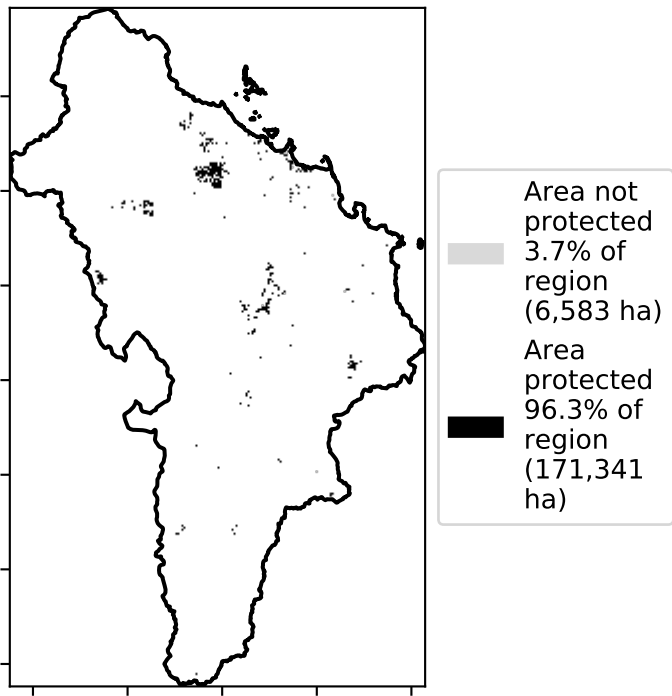 Area not
protected
3.7% of
region
(6,583 ha)
Area
protected
96.3% of
region
(171,341
ha)